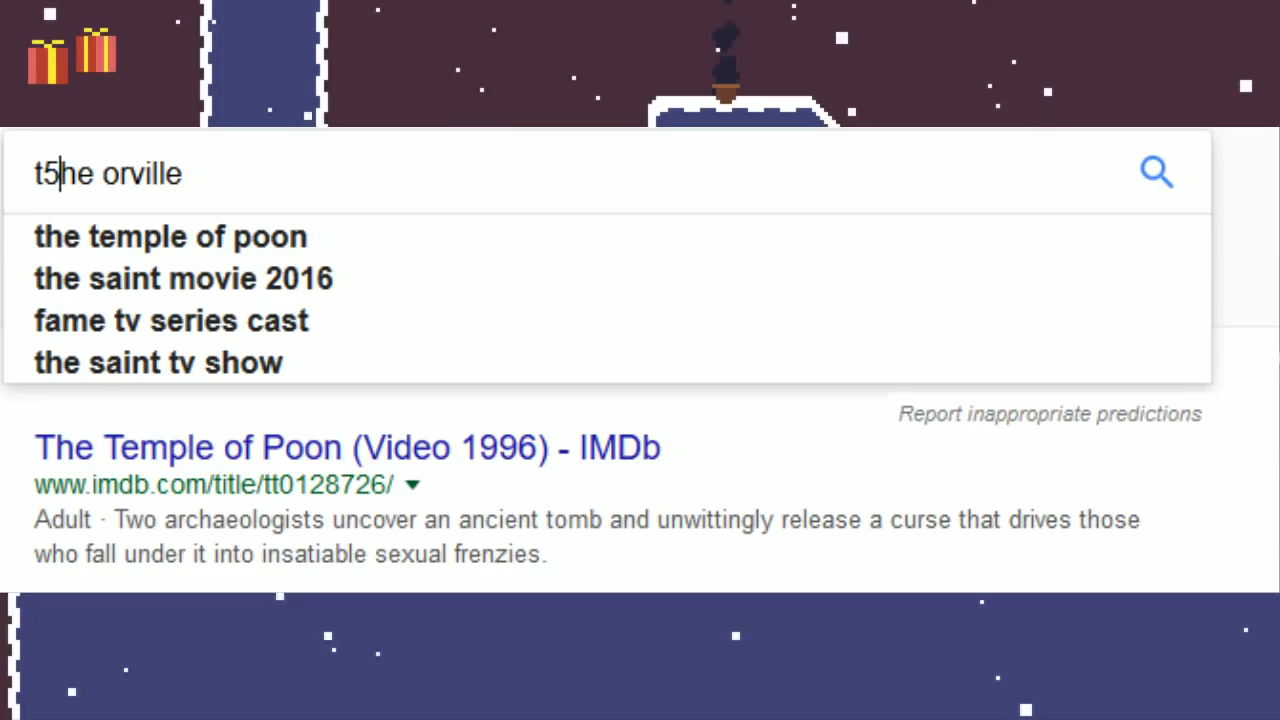 t5he orville
the temple of poon
the saint movie 2016
fame tv series cast
the saint tv show
Report inappropriate predictions
The Temple of Poon (Video 1996) - IMDb
www.imdb.com/title/tt0128726/
Adult · Two archaeologists uncover an ancient tomb and unwittingly release a curse that drives those
who fall under it into insatiable sexual frenzies.